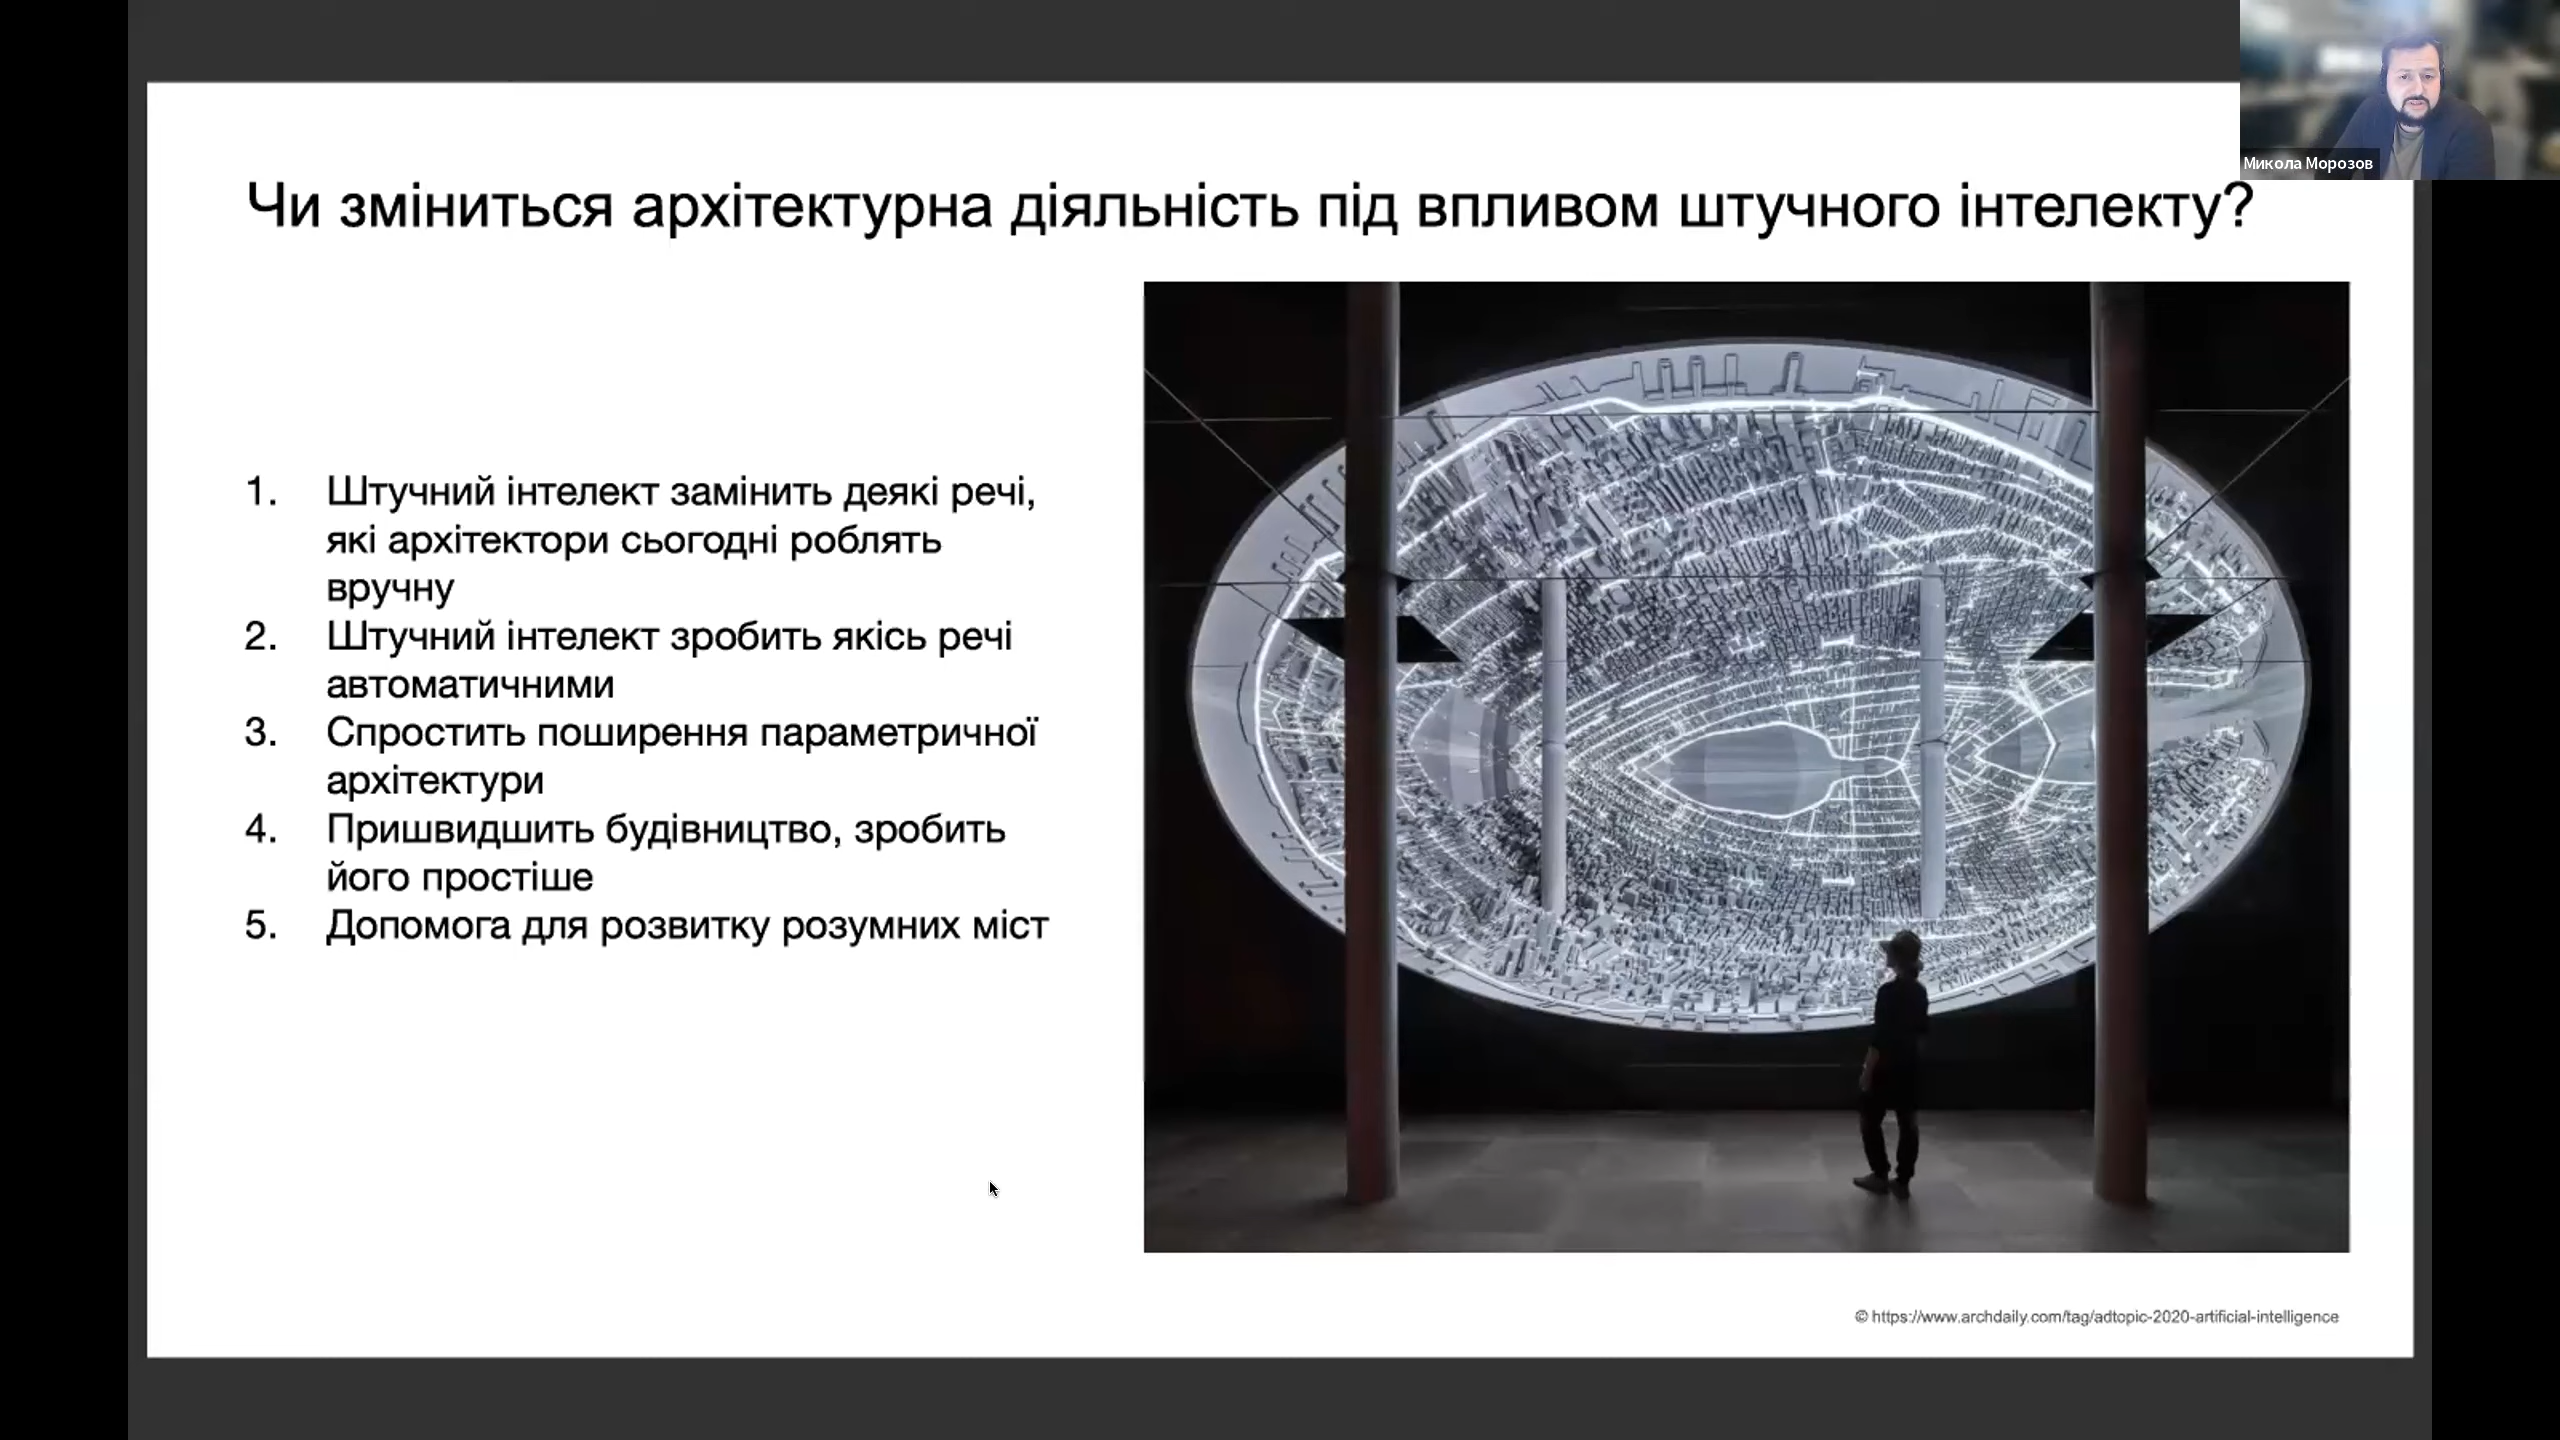 Микола Морозов
Чи зміниться архітектурна діяльність під впливом штучного інтелекту?
1. Штучний інтелект замінить деякі речі,
які архітектори сьогодні роблять
вручну
2. Штучний інтелект зробить якісь речі
автоматичними
3. Спростить поширення параметричної
архітектури
4. Пришвидшить будівництво, зробить
його простіше
5. Допомога для розвитку розумних міст
© https://www.archdaily.com/tag/adtopic-2020-artificial-intelligence